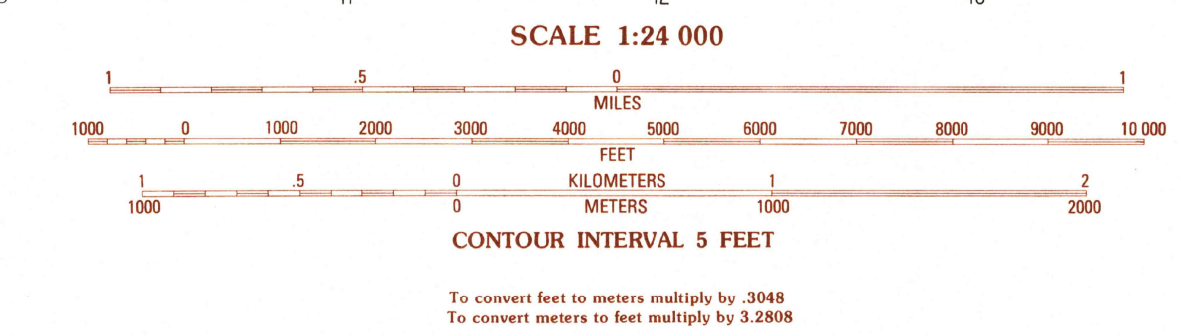 SCALE 1:24 000
1 .5 0 1
MILES
1000 0 1000 2000 3000 4000 5000 6000 7000 8000 9000 10 000
FEET
1 .5 0 KILOMETERS 1 2
1000 0 METERS 1000 2000
CONTOUR INTERVAL 5 FEET
To convert feet to meters multiply by .3048
To convert meters to feet multiply by 3.2808